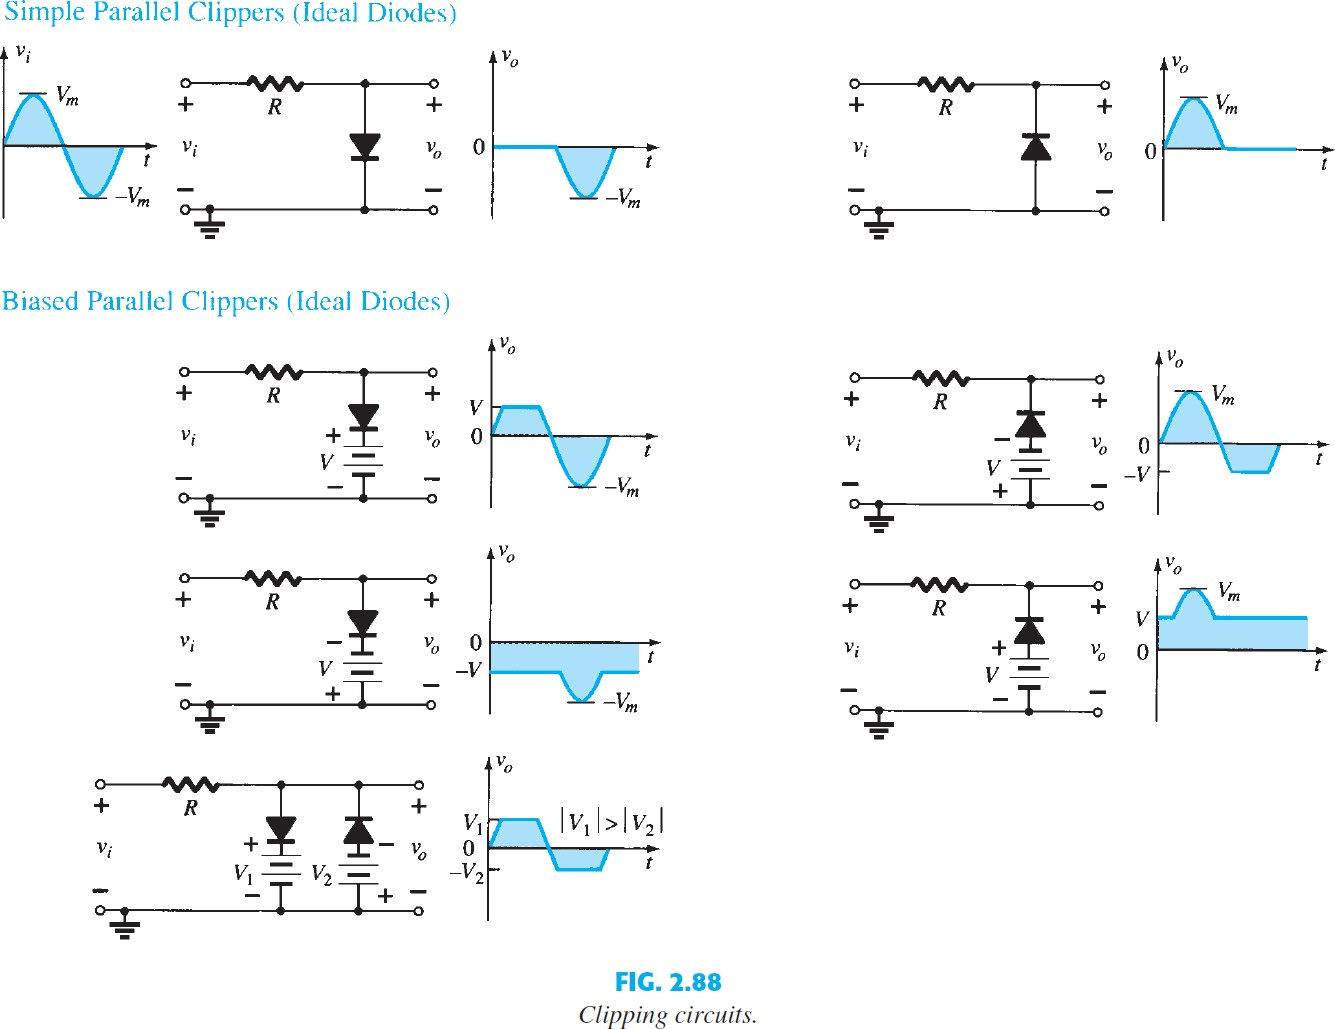 Simple Parallel Clippers (Ideal Diodes)
vi
Vm
t
−Vm
+ R +
vi vo
− −
vo
0
t
−Vm
+ R +
vi vo
− −
vo
Vm
0
t
Biased Parallel Clippers (Ideal Diodes)
+ R +
vi + vo
V
− − −
vo
V
0
t
−Vm
+ R +
vi − vo
V
− + −
vo
Vm
0
t
−V
+ R +
vi − vo
V
− + −
vo
0
t
−V
−Vm
+ R +
vi + vo
V
− − −
vo
Vm
V
0
t
+ R +
vi + − vo
V1 V2
− − + −
vo
V1 |V1|>|V2|
0
t
−V2
FIG. 2.88
Clipping circuits.